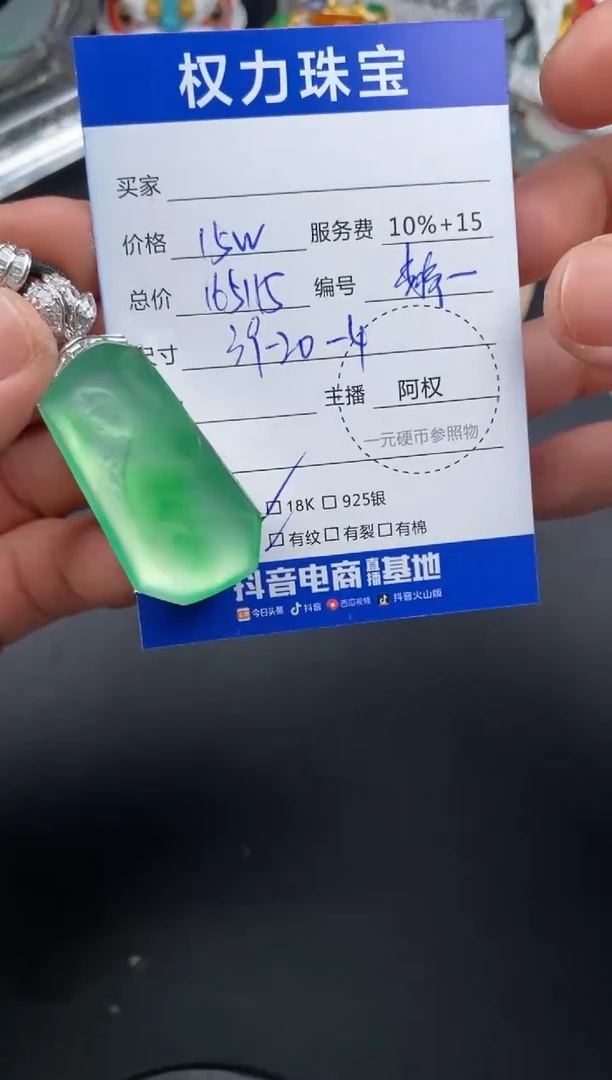 权力珠宝
买家
价格 15W 服务费 10%+15
总价 165115 编号
尺寸 39-20-4
主播 阿权
一元硬币参照物
18K 925银
有纹 有裂 有棉
抖音电商直播基地
今日头条 抖音 西瓜视频 抖音火山版